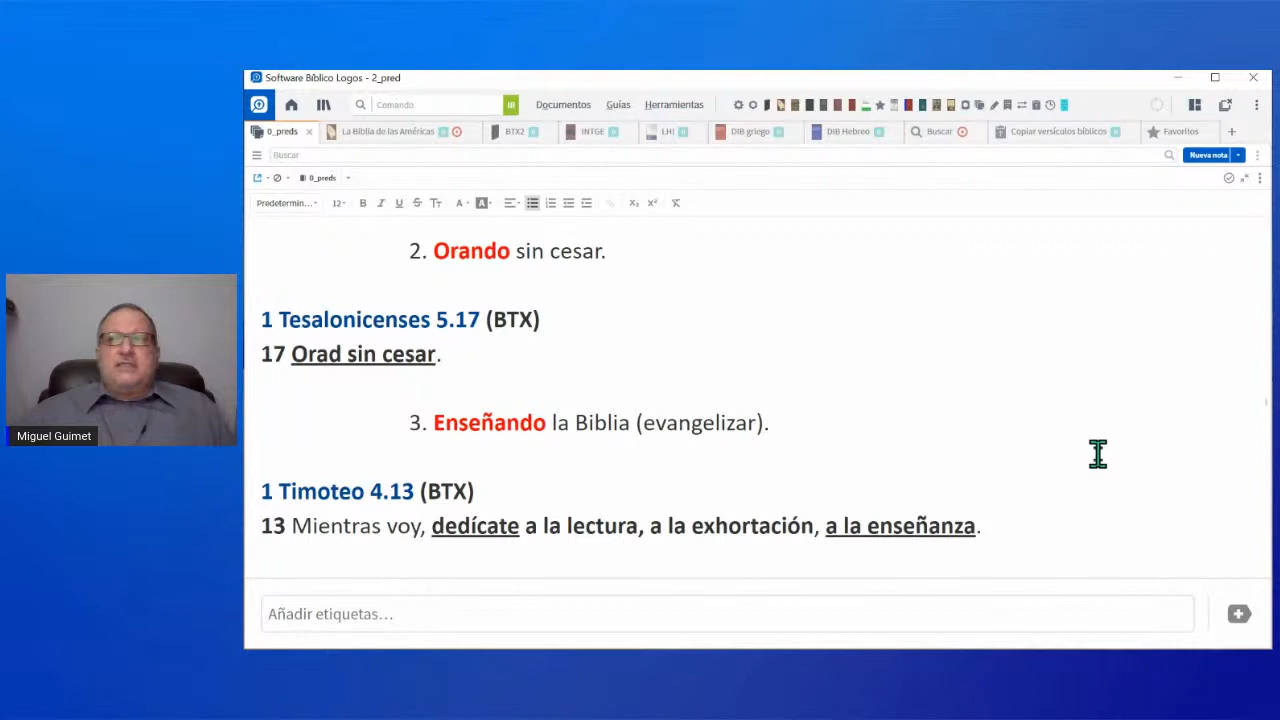 Software Bíblico Logos - 2_pred
Comando
IR
Documentos
Guías
Herramientas
0_preds
La Biblia de las Américas
BTX2
INTGE
LHI
DIB griego
DIB Hebreo
Buscar
Copiar versículos bíblicos
Favoritos
Buscar
Nueva nota
0_preds
Predetermin...
12
2. Orando sin cesar.
1 Tesalonicenses 5.17 (BTX)
17 Orad sin cesar.
3. Enseñando la Biblia (evangelizar).
1 Timoteo 4.13 (BTX)
13 Mientras voy, dedícate a la lectura, a la exhortación, a la enseñanza.
Añadir etiquetas...
Miguel Guimet